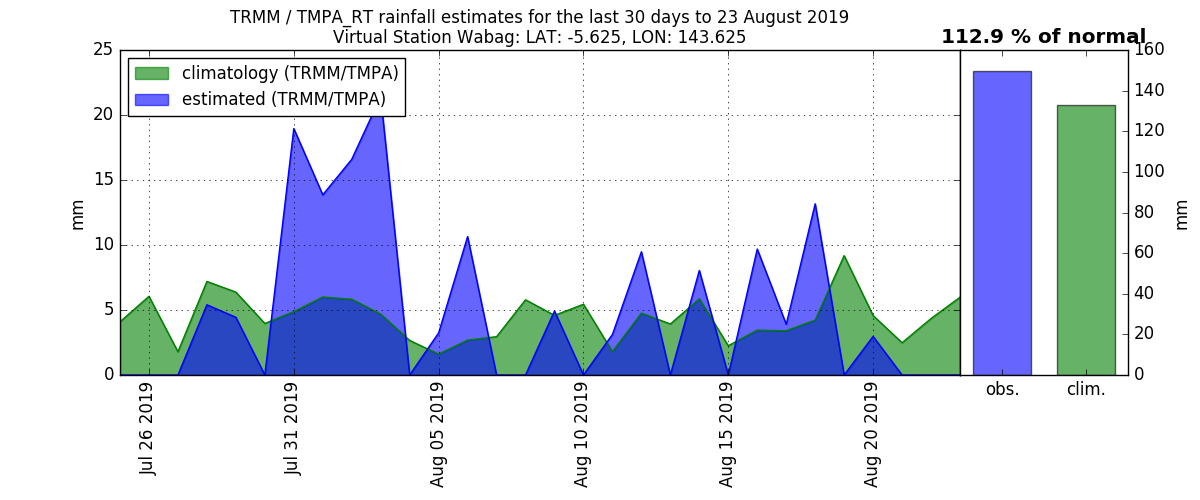 TRMM / TMPA_RT rainfall estimates for the last 30 days to 23 August 2019
Virtual Station Wabag: LAT: -5.625, LON: 143.625
112.9 % of normal
climatology (TRMM/TMPA)
estimated (TRMM/TMPA)
25
20
15
10
5
0
mm
Jul 26 2019
Jul 31 2019
Aug 05 2019
Aug 10 2019
Aug 15 2019
Aug 20 2019
obs.
clim.
160
140
120
100
80
60
40
20
0
mm